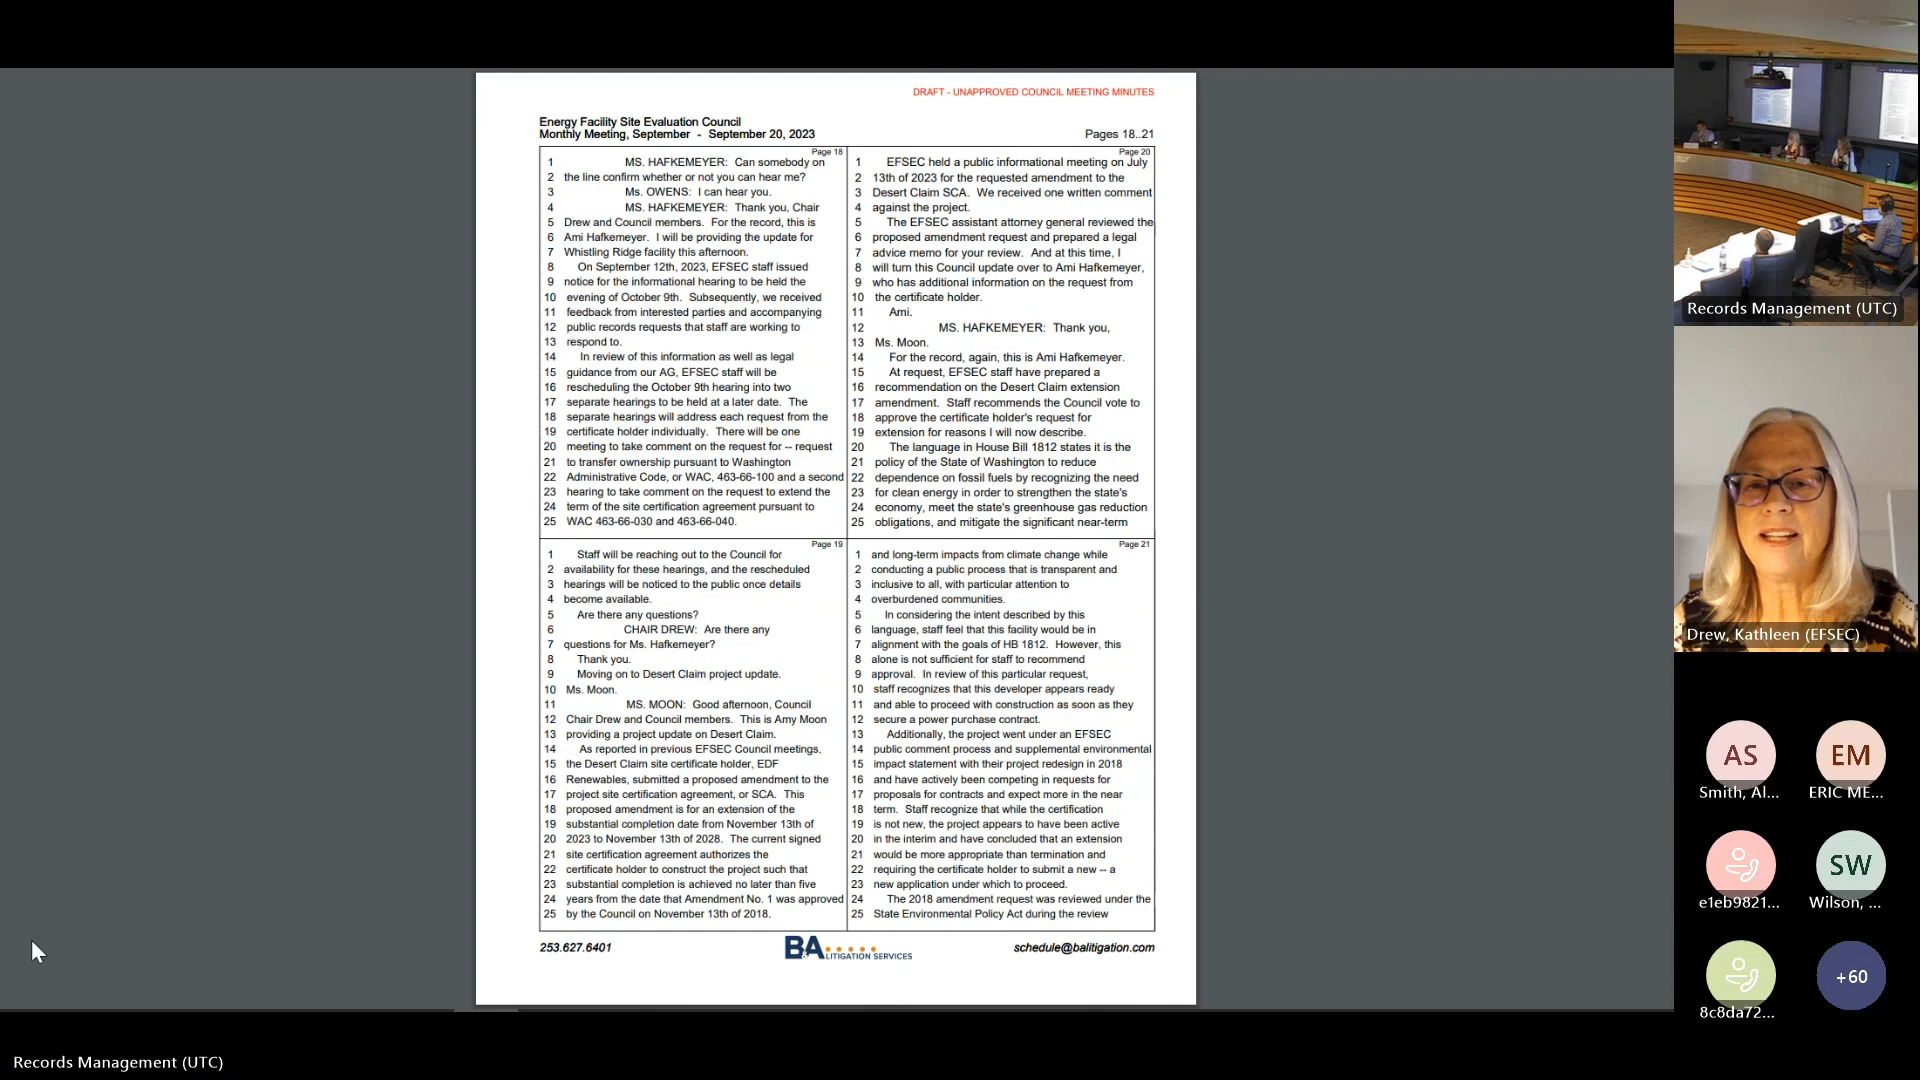 DRAFT - UNAPPROVED COUNCIL MEETING MINUTES
Energy Facility Site Evaluation Council
Monthly Meeting, September - September 20, 2023
Pages 18..21
Page 18
1 MS. HAFKEMEYER: Can somebody on
2 the line confirm whether or not you can hear me?
3 Ms. OWENS: I can hear you.
4 MS. HAFKEMEYER: Thank you, Chair
5 Drew and Council members. For the record, this is
6 Ami Hafkemeyer. I will be providing the update for
7 Whistling Ridge facility this afternoon.
8 On September 12th, 2023, EFSEC staff issued
9 notice for the informational hearing to be held the
10 evening of October 9th. Subsequently, we received
11 feedback from interested parties and accompanying
12 public records requests that staff are working to
13 respond to.
14 In review of this information as well as legal
15 guidance from our AG, EFSEC staff will be
16 rescheduling the October 9th hearing into two
17 separate hearings to be held at a later date. The
18 separate hearings will address each request from the
19 certificate holder individually. There will be one
20 meeting to take comment on the request for -- request
21 to transfer ownership pursuant to Washington
22 Administrative Code, or WAC, 463-66-100 and a second
23 hearing to take comment on the request to extend the
24 term of the site certification agreement pursuant to
25 WAC 463-66-030 and 463-66-040.
Page 19
1 Staff will be reaching out to the Council for
2 availability for these hearings, and the rescheduled
3 hearings will be noticed to the public once details
4 become available.
5 Are there any questions?
6 CHAIR DREW: Are there any
7 questions for Ms. Hafkemeyer?
8 Thank you.
9 Moving on to Desert Claim project update.
10 Ms. Moon.
11 MS. MOON: Good afternoon, Council
12 Chair Drew and Council members. This is Amy Moon
13 providing a project update on Desert Claim.
14 As reported in previous EFSEC Council meetings,
15 the Desert Claim site certificate holder, EDF
16 Renewables, submitted a proposed amendment to the
17 project site certification agreement, or SCA. This
18 proposed amendment is for an extension of the
19 substantial completion date from November 13th of
20 2023 to November 13th of 2028. The current signed
21 site certification agreement authorizes the
22 certificate holder to construct the project such that
23 substantial completion is achieved no later than five
24 years from the date that Amendment No. 1 was approved
25 by the Council on November 13th of 2018.
Page 20
1 EFSEC held a public informational meeting on July
2 13th of 2023 for the requested amendment to the
3 Desert Claim SCA. We received one written comment
4 against the project.
5 The EFSEC assistant attorney general reviewed the
6 proposed amendment request and prepared a legal
7 advice memo for your review. And at this time, I
8 will turn this Council update over to Ami Hafkemeyer,
9 who has additional information on the request from
10 the certificate holder.
11 Ami.
12 MS. HAFKEMEYER: Thank you,
13 Ms. Moon.
14 For the record, again, this is Ami Hafkemeyer.
15 At request, EFSEC staff have prepared a
16 recommendation on the Desert Claim extension
17 amendment. Staff recommends the Council vote to
18 approve the certificate holder's request for
19 extension for reasons I will now describe.
20 The language in House Bill 1812 states it is the
21 policy of the State of Washington to reduce
22 dependence on fossil fuels by recognizing the need
23 for clean energy in order to strengthen the state's
24 economy, meet the state's greenhouse gas reduction
25 obligations, and mitigate the significant near-term
Page 21
1 and long-term impacts from climate change while
2 conducting a public process that is transparent and
3 inclusive to all, with particular attention to
4 overburdened communities.
5 In considering the intent described by this
6 language, staff feel that this facility would be in
7 alignment with the goals of HB 1812. However, this
8 alone is not sufficient for staff to recommend
9 approval. In review of this particular request,
10 staff recognizes that this developer appears ready
11 and able to proceed with construction as soon as they
12 secure a power purchase contract.
13 Additionally, the project went under an EFSEC
14 public comment process and supplemental environmental
15 impact statement with their project redesign in 2018
16 and have actively been competing in requests for
17 proposals for contracts and expect more in the near
18 term. Staff recognize that while the certification
19 is not new, the project appears to have been active
20 in the interim and have concluded that an extension
21 would be more appropriate than termination and
22 requiring the certificate holder to submit a new -- a
23 new application under which to proceed.
24 The 2018 amendment request was reviewed under the
25 State Environmental Policy Act during the review
253.627.6401
B&A LITIGATION SERVICES
schedule@balitigation.com
Records Management (UTC)
Records Management (UTC)
Drew, Kathleen (EFSEC)
AS
Smith, Al...
EM
ERIC ME...
e1eb9821...
SW
Wilson, ...
8c8da72...
+60